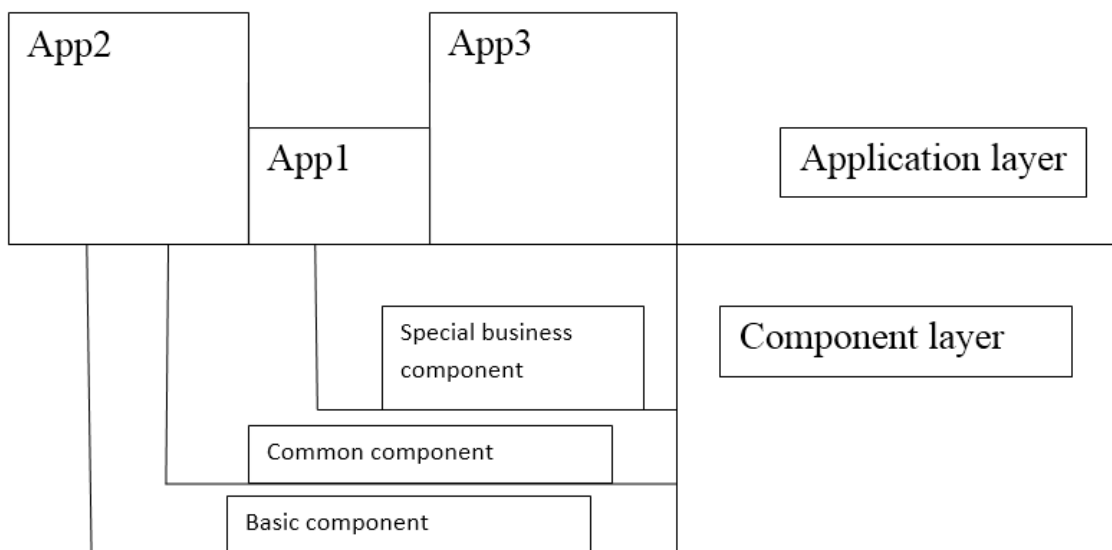 App2
App3
App1
Application layer
Special business
component
Component layer
Common component
Basic component